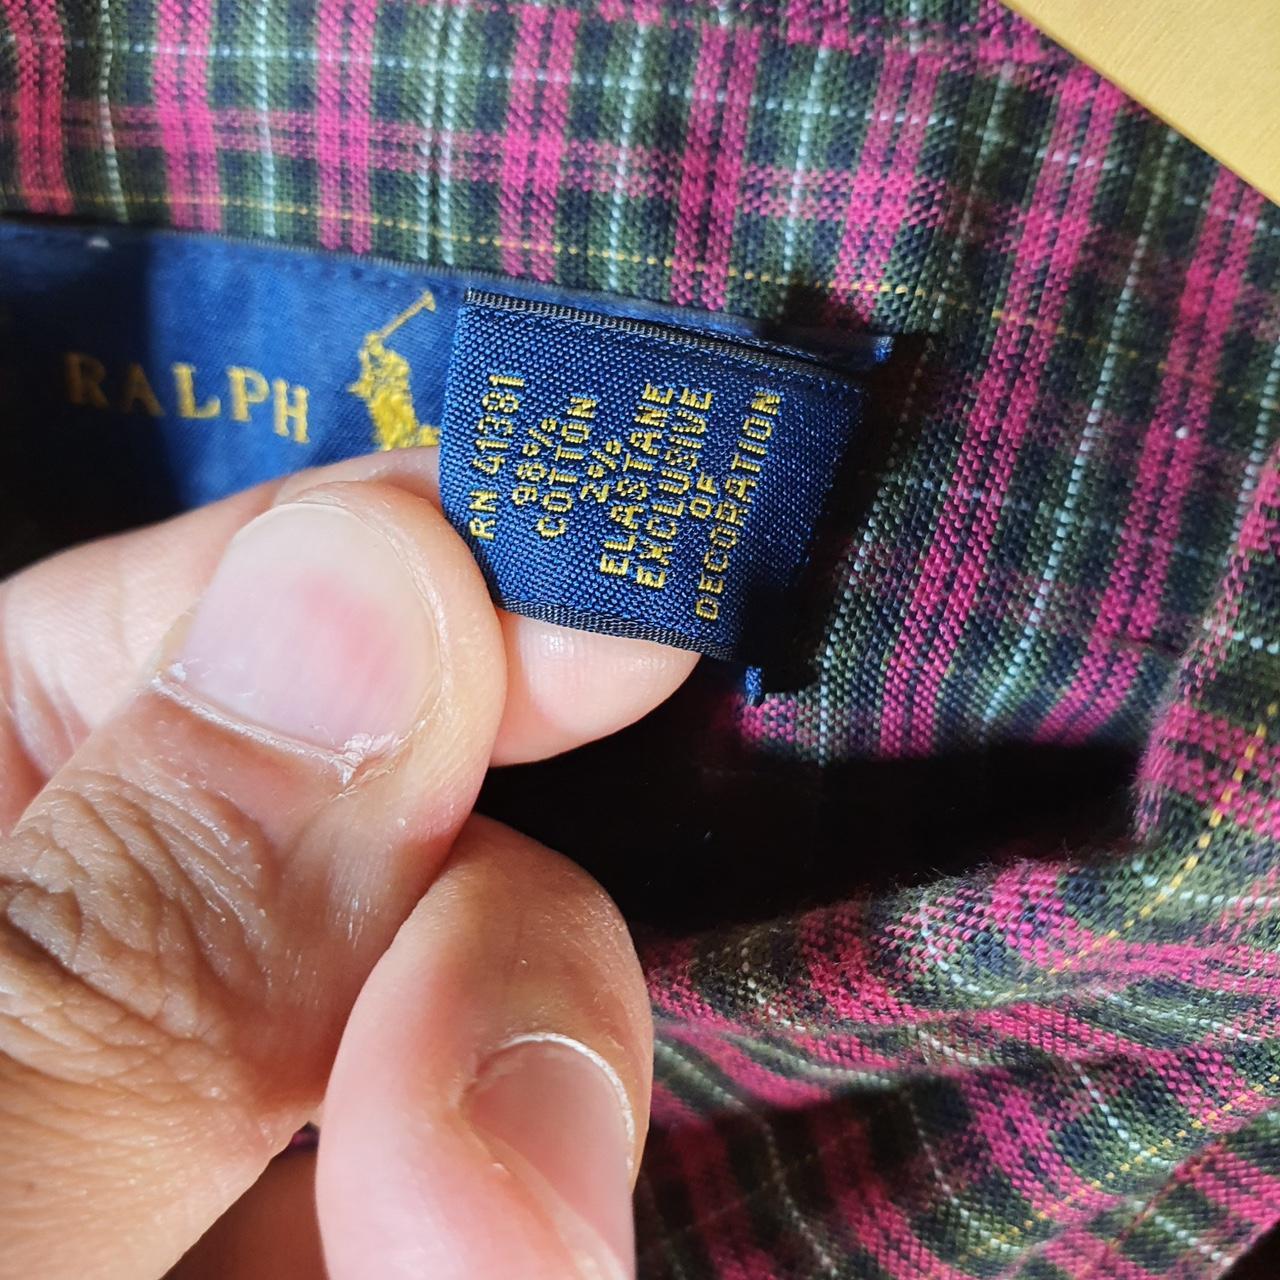 RALPH
RN 41381
98%
COTTON
2%
ELASTANE
EXCLUSIVE
OF
DECORATION